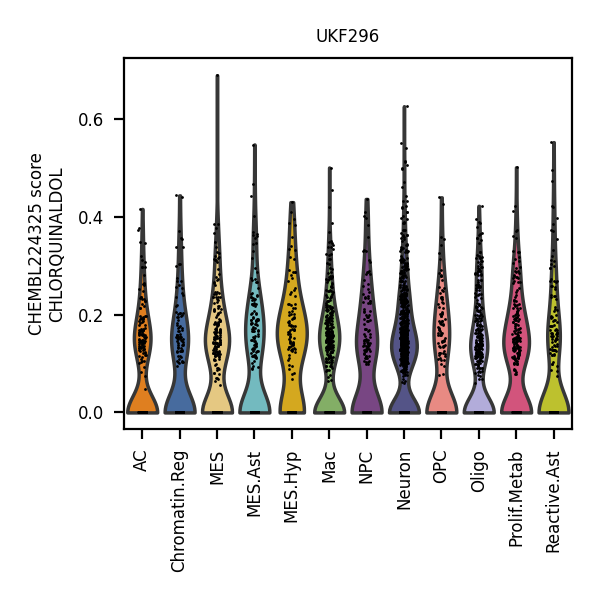 UKF296
CHEMBL224325 score
CHLORQUINALDOL
0.6
0.4
0.2
0.0
AC
Chromatin.Reg
MES
MES.Ast
MES.Hyp
Mac
NPC
Neuron
OPC
Oligo
Prolif.Metab
Reactive.Ast